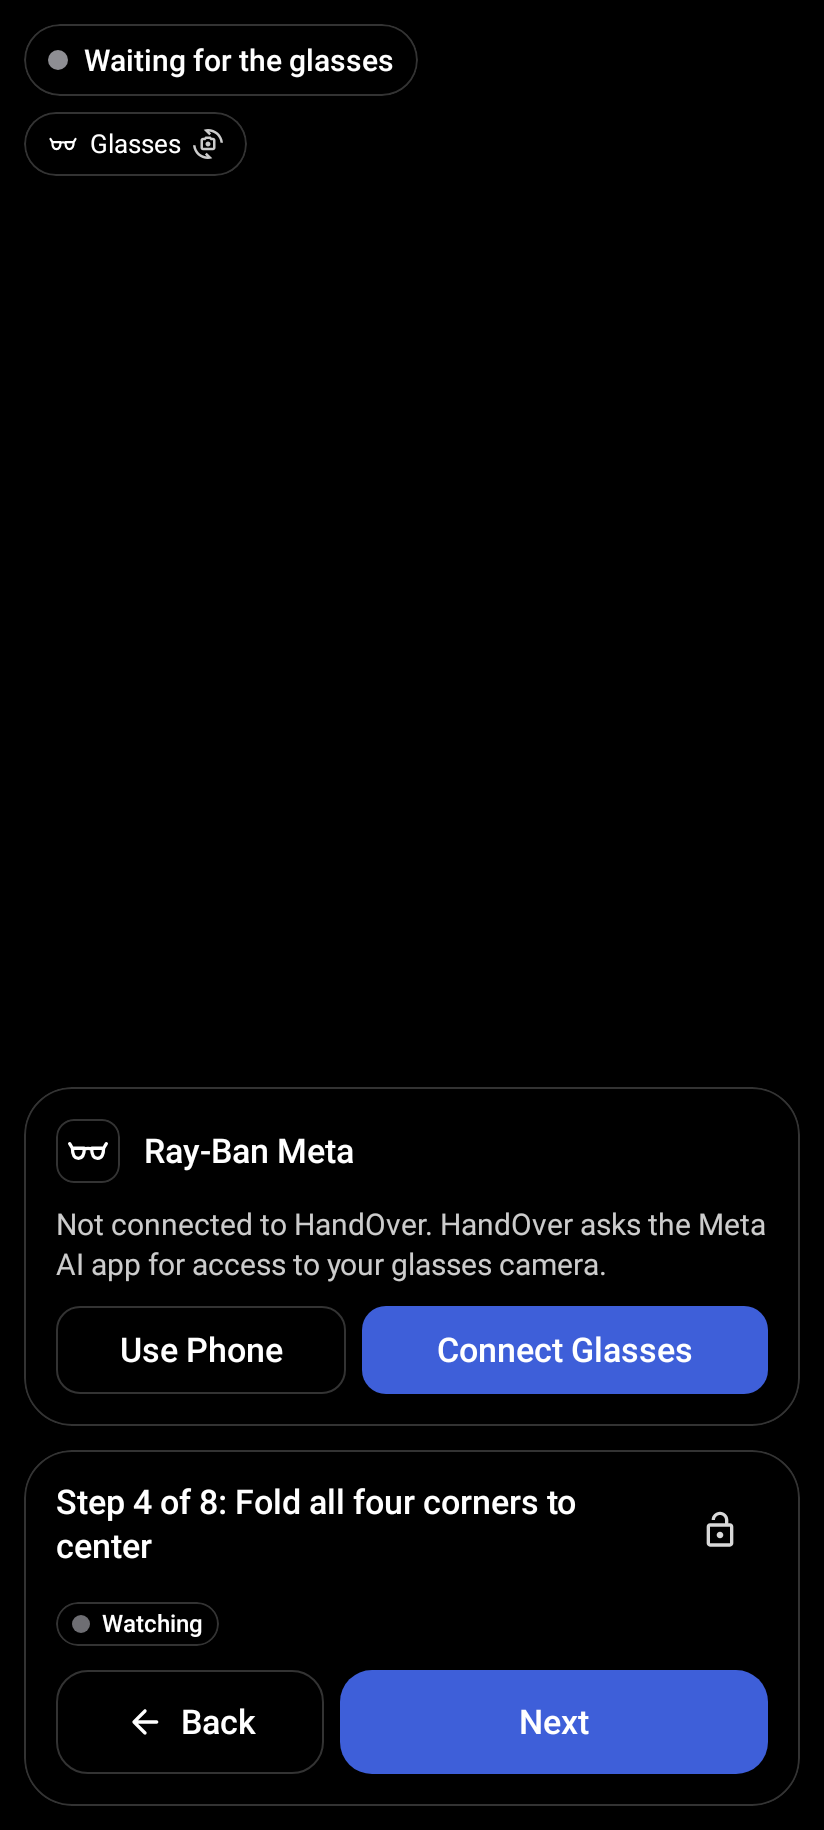 Waiting for the glasses
Glasses
Ray-Ban Meta
Not connected to HandOver. HandOver asks the Meta
AI app for access to your glasses camera.
Use Phone
Connect Glasses
Step 4 of 8: Fold all four corners to
center
Watching
Back
Next